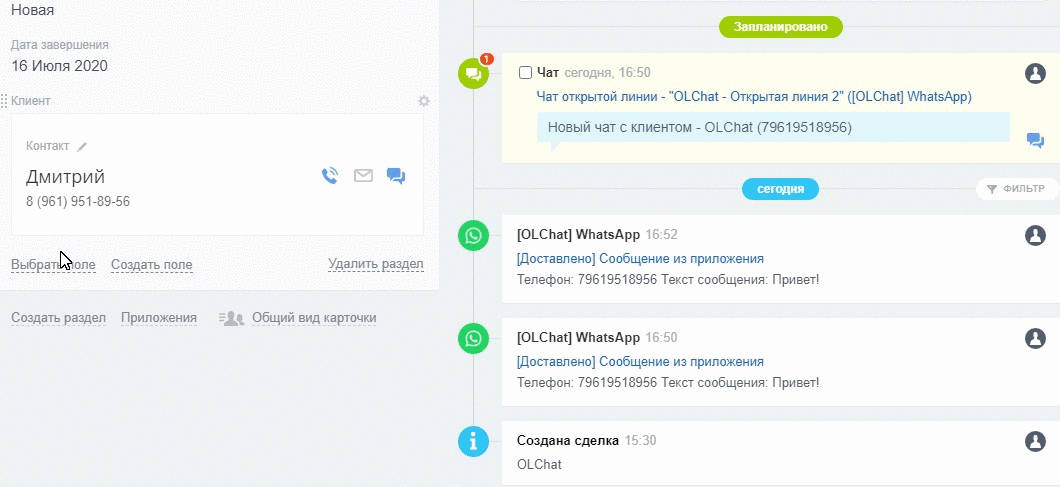 Новая
Дата завершения
16 Июля 2020
Клиент
Контакт
Дмитрий
8 (961) 951-89-56
Выбрать поле
Создать поле
Удалить раздел
Создать раздел
Приложения
Общий вид карточки
Запланировано
1
Чат сегодня, 16:50
Чат открытой линии - "OLChat - Открытая линия 2" ([OLChat] WhatsApp)
Новый чат с клиентом - OLChat (79619518956)
сегодня
ФИЛЬТР
[OLChat] WhatsApp 16:52
[Доставлено] Сообщение из приложения
Телефон: 79619518956 Текст сообщения: Привет!
[OLChat] WhatsApp 16:50
[Доставлено] Сообщение из приложения
Телефон: 79619518956 Текст сообщения: Привет!
Создана сделка 15:30
OLChat